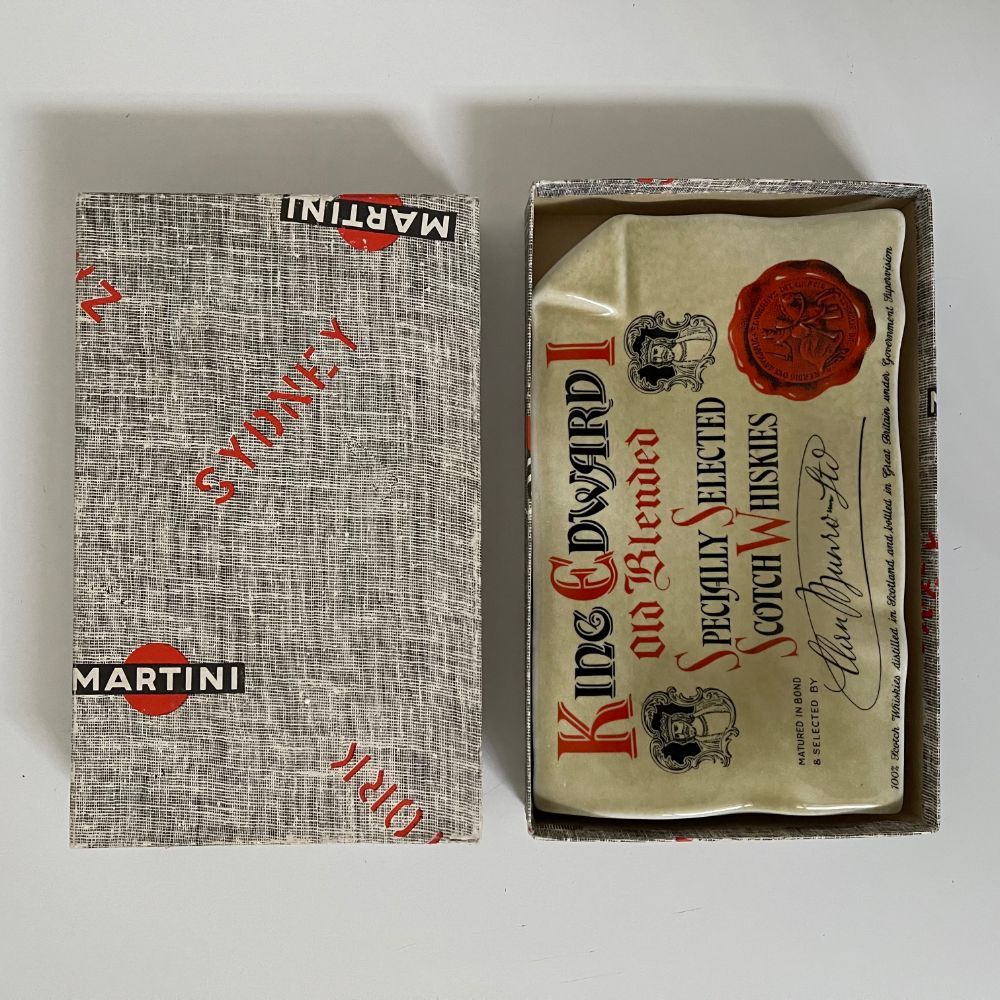 MARTINI
N
SYDNEY
MARTINI
ORK
KING EDWARD I
Old Blended
SPECIALLY SELECTED
SCOTCH WHISKIES
MATURED IN BOND
& SELECTED BY
100% Scotch Whiskies distilled in Scotland and bottled in Great Britain under Government Supervision